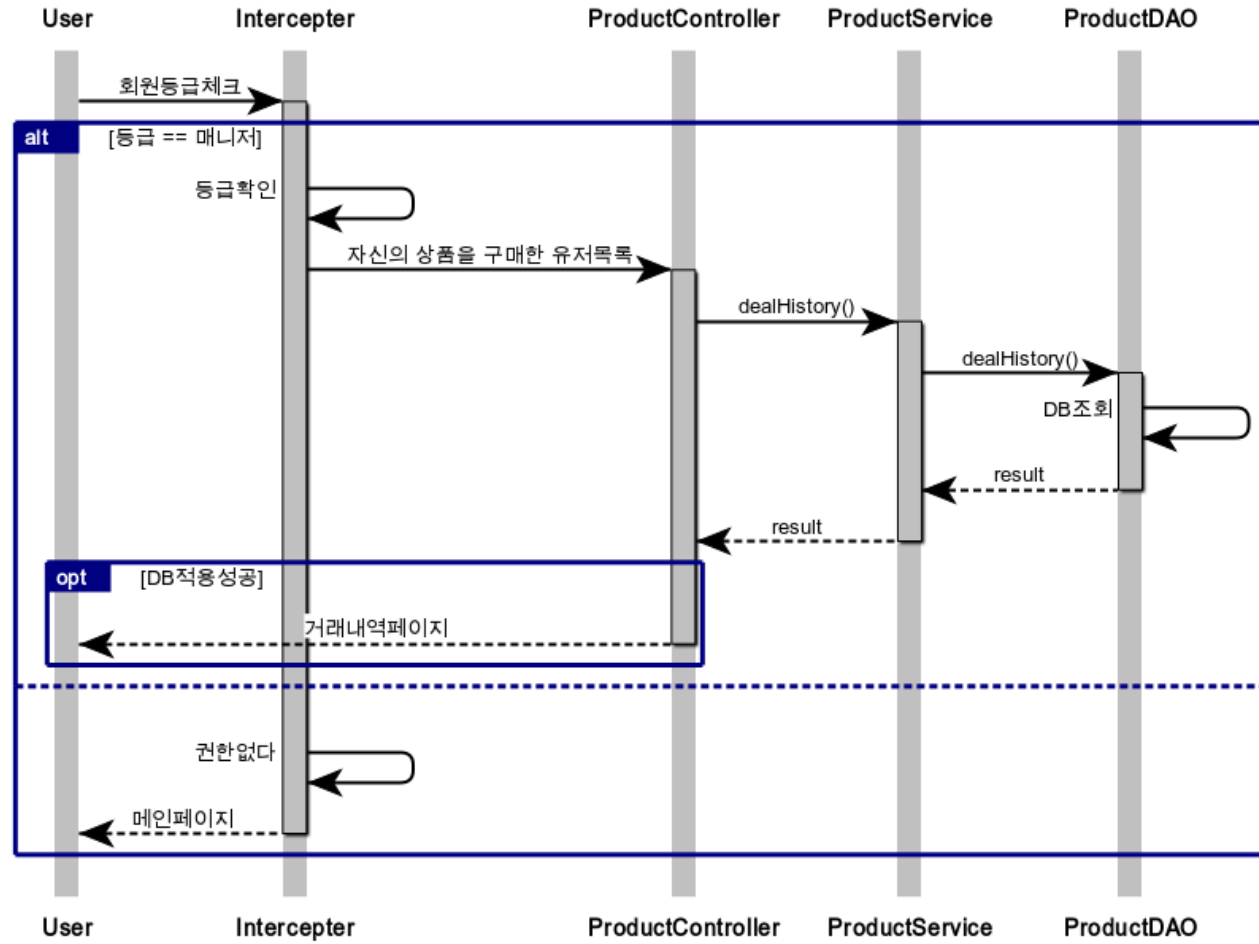 User Intercepter ProductController ProductService ProductDAO
회원등급체크
alt [등급 == 매니저]
등급확인
자신의 상품을 구매한 유저목록
dealHistory()
dealHistory()
DB조회
result
result
opt [DB적용성공]
거래내역페이지
권한없다
메인페이지
User Intercepter ProductController ProductService ProductDAO